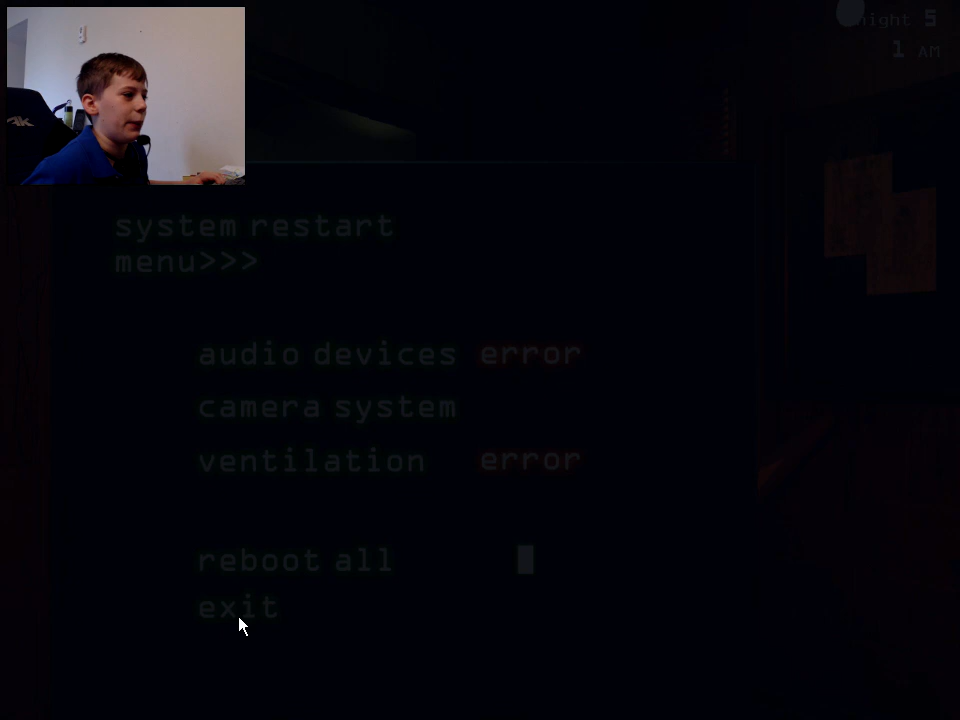 night 5
1 AM
system restart
menu>>>
audio devices error
camera system
ventilation error
reboot all
exit